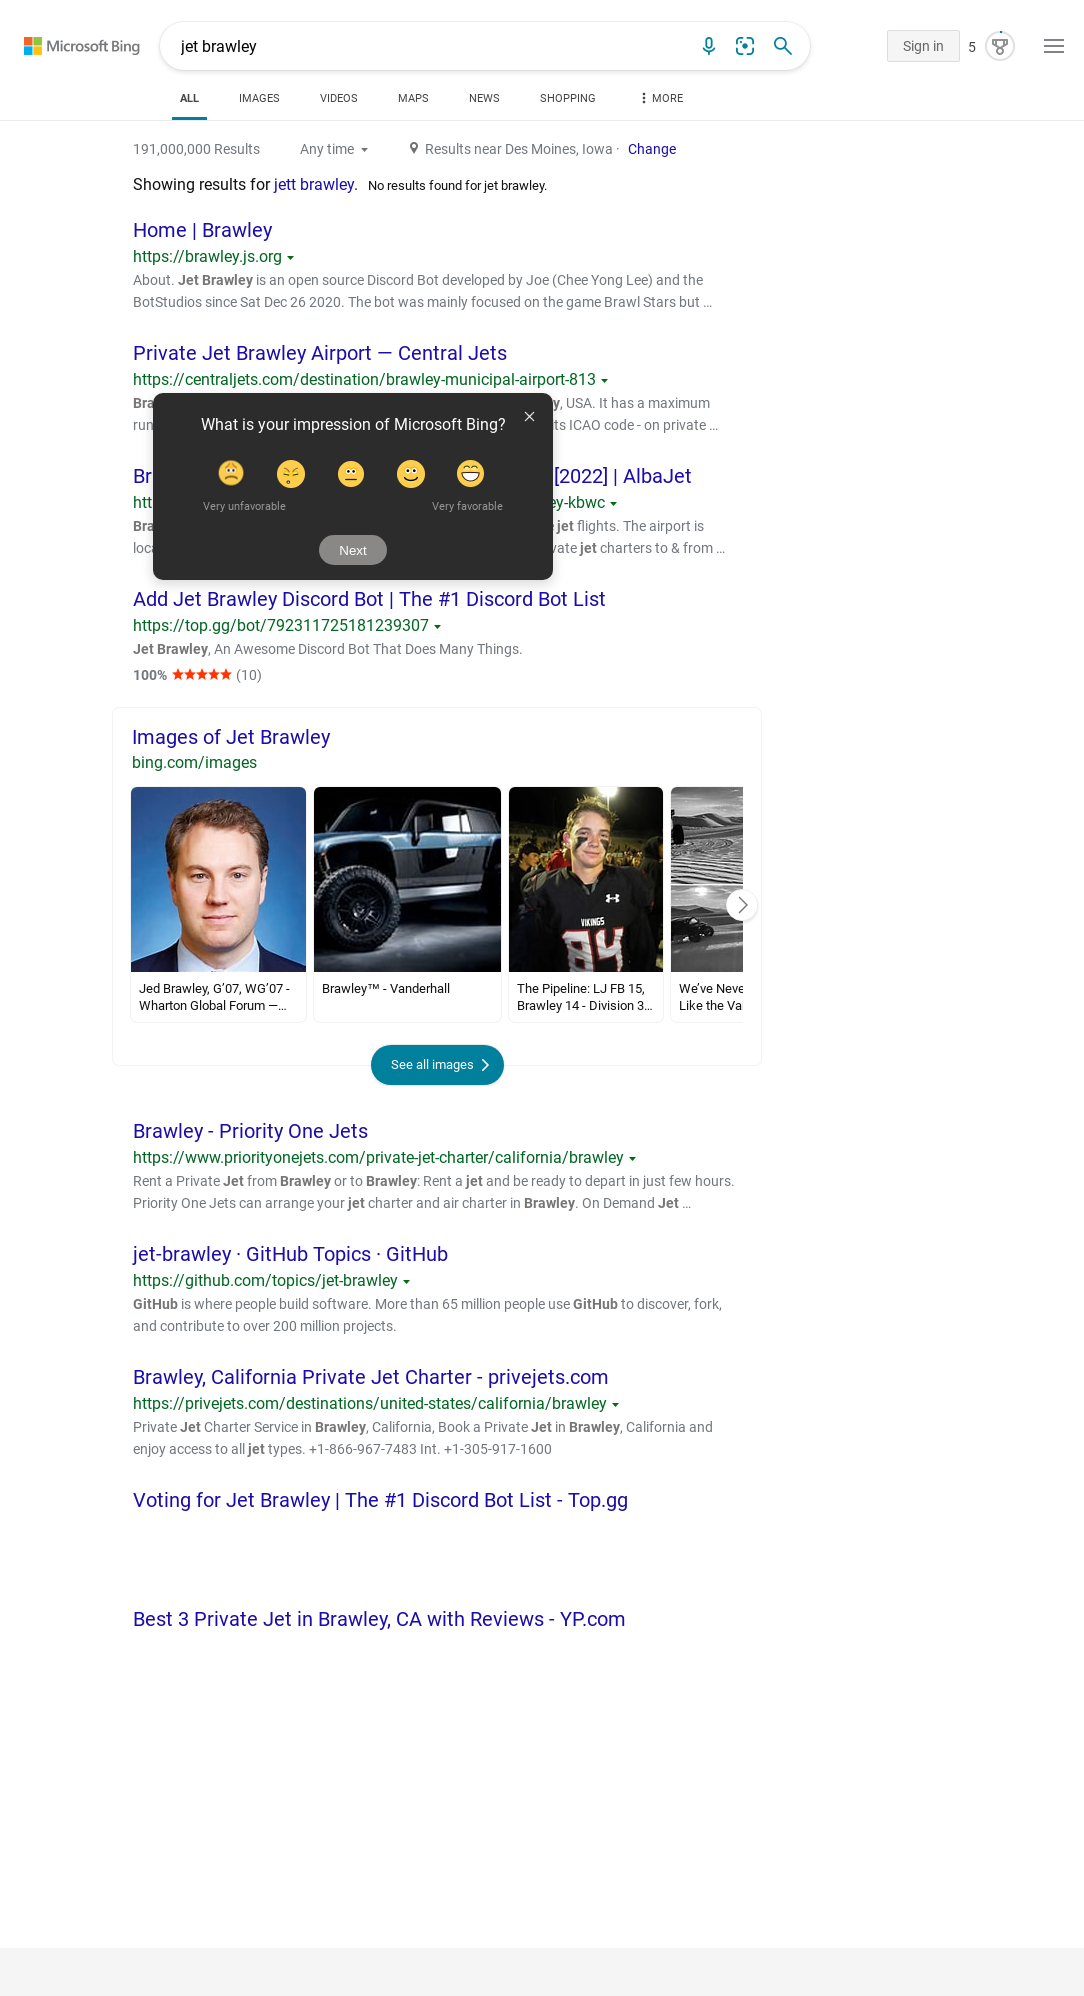 Microsoft Bing
jet brawley
Sign in
5
ALL
IMAGES
VIDEOS
MAPS
NEWS
SHOPPING
MORE
191,000,000 Results
Any time
Results near Des Moines, Iowa ·
Change
Showing results for jett brawley. No results found for jet brawley.
Home | Brawley
https://brawley.js.org
About. Jet Brawley is an open source Discord Bot developed by Joe (Chee Yong Lee) and the
BotStudios since Sat Dec 26 2020. The bot was mainly focused on the game Brawl Stars but ...
Private Jet Brawley Airport — Central Jets
https://centraljets.com/destination/brawley-municipal-airport-813
, USA. It has a maximum
ts ICAO code - on private ...
[2022] | AlbaJet
ey-kbwc
jet flights. The airport is
vate jet charters to & from ...
What is your impression of Microsoft Bing?
Very unfavorable
Very favorable
Next
Add Jet Brawley Discord Bot | The #1 Discord Bot List
https://top.gg/bot/792311725181239307
Jet Brawley, An Awesome Discord Bot That Does Many Things.
100% ★★★★★ (10)
Images of Jet Brawley
bing.com/images
VIKINGS
84
Jed Brawley, G'07, WG'07 -
Wharton Global Forum —...
Brawley™ - Vanderhall
The Pipeline: LJ FB 15,
Brawley 14 - Division 3...
We've Neve
Like the Va
See all images
Brawley - Priority One Jets
https://www.priorityonejets.com/private-jet-charter/california/brawley
Rent a Private Jet from Brawley or to Brawley: Rent a jet and be ready to depart in just few hours.
Priority One Jets can arrange your jet charter and air charter in Brawley. On Demand Jet ...
jet-brawley · GitHub Topics · GitHub
https://github.com/topics/jet-brawley
GitHub is where people build software. More than 65 million people use GitHub to discover, fork,
and contribute to over 200 million projects.
Brawley, California Private Jet Charter - privejets.com
https://privejets.com/destinations/united-states/california/brawley
Private Jet Charter Service in Brawley, California, Book a Private Jet in Brawley, California and
enjoy access to all jet types. +1-866-967-7483 Int. +1-305-917-1600
Voting for Jet Brawley | The #1 Discord Bot List - Top.gg
Best 3 Private Jet in Brawley, CA with Reviews - YP.com